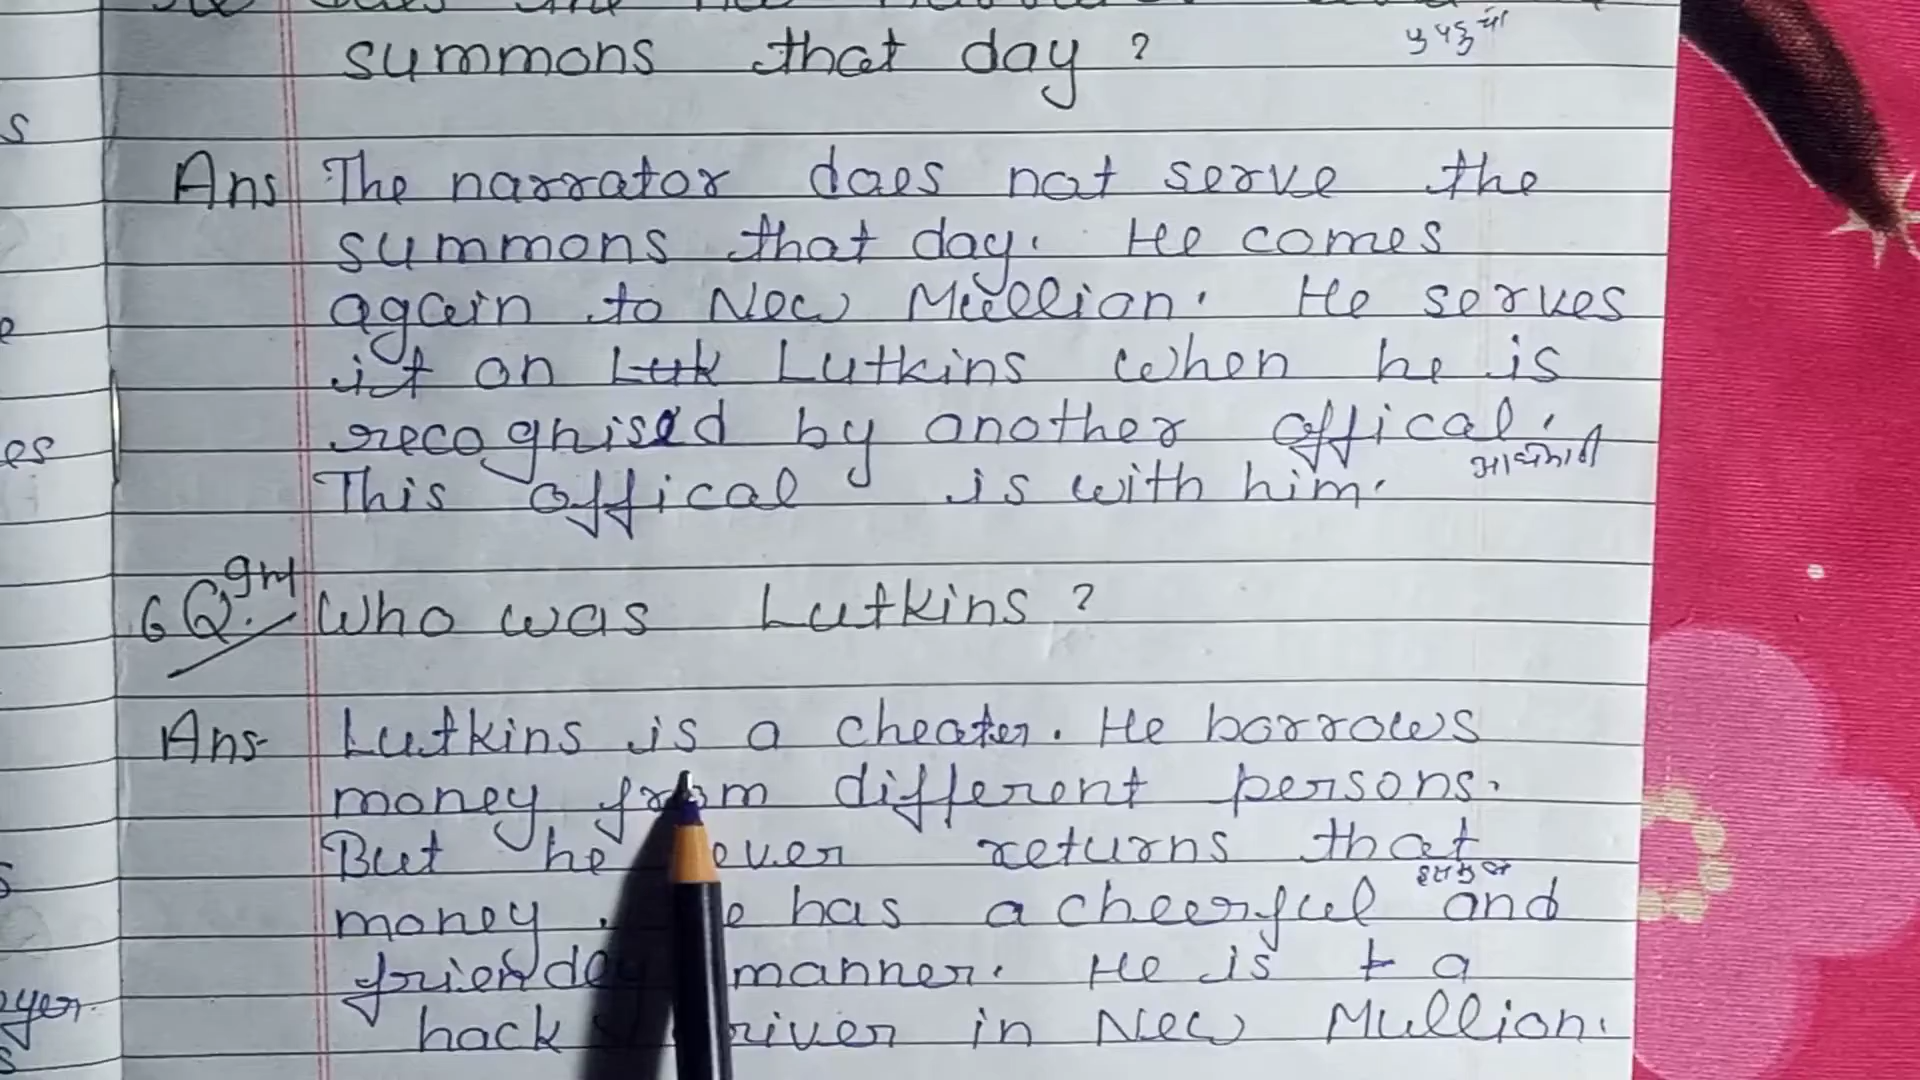 summons that day ?
Ans The narrator does not serve the
summons that day. He comes
again to New Mullion. He serves
it on Lutkins when he is
recognised by another offical.
This offical is with him.
6 Q. Who was Lutkins ?
Ans Lutkins is a cheater. He borrows
money from different persons.
But he never returns that
money. has a cheerful and
friendly manner. He is a
hack driver in New Mullion.